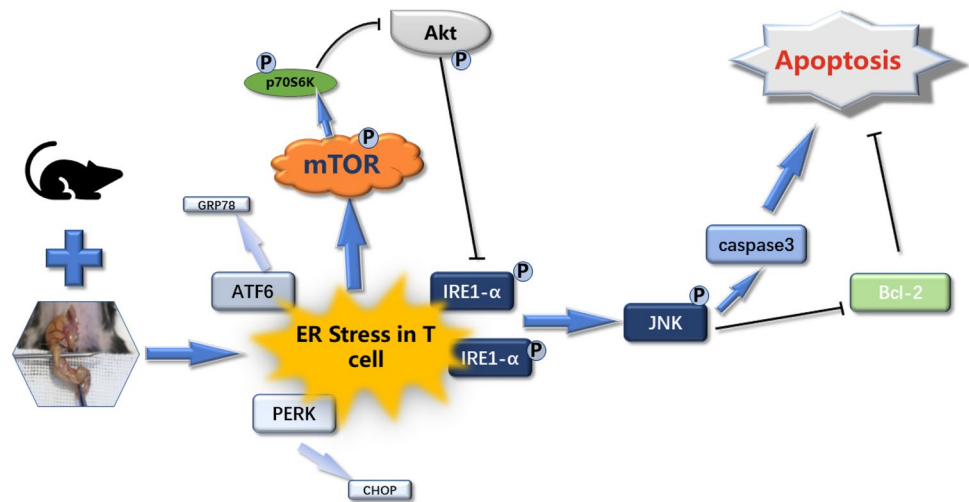 Akt
P
P
p70S6K
P
mTOR
Apoptosis
GRP78
ATF6
IRE1-α
P
ER Stress in T
cell
IRE1-α
P
PERK
CHOP
P
JNK
caspase3
Bcl-2